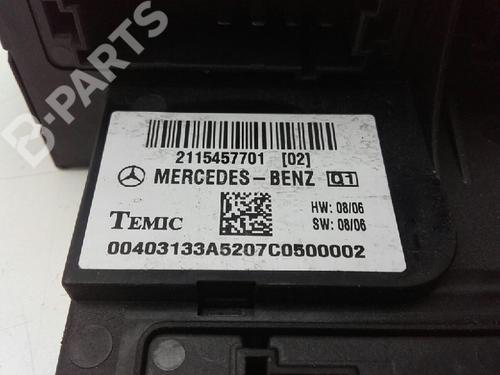 B-PARTS
2115457701 [02]
MERCEDES-BENZ Q1
HW: 08/06
TEMIC SW: 08/06
00403133A5207C0500002